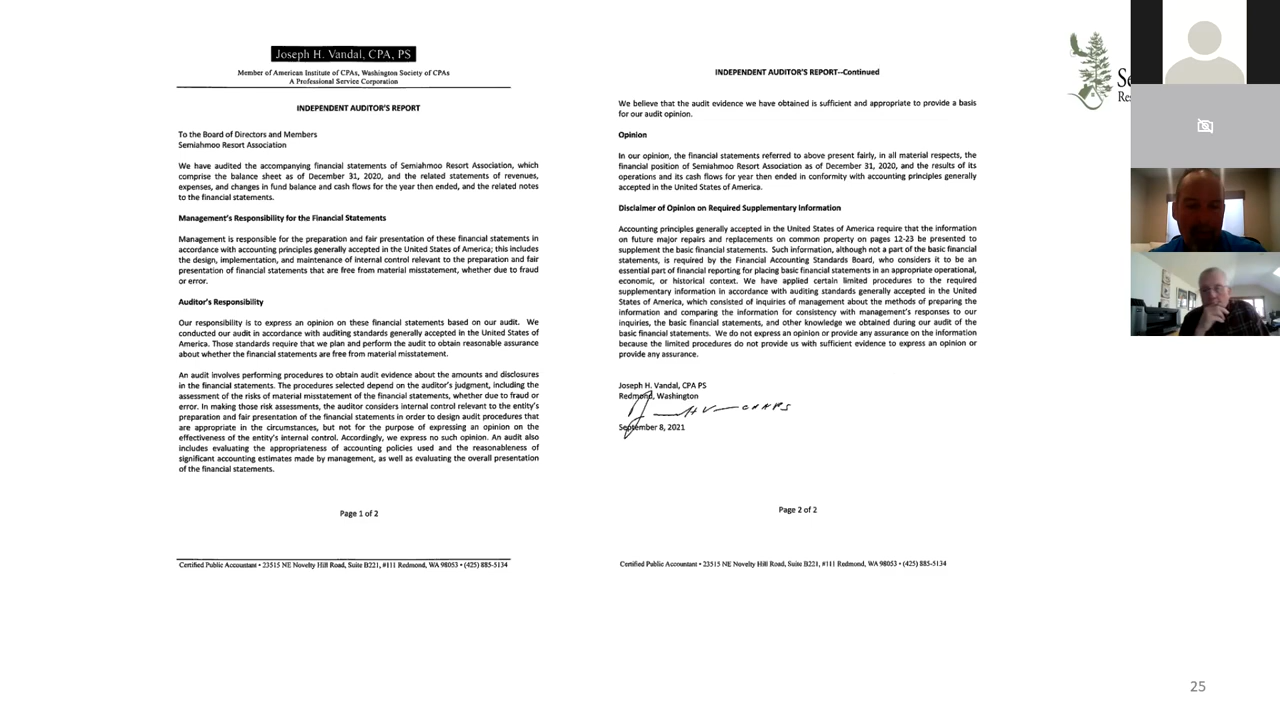 Joseph H. Vandal, CPA, PS
Member of American Institute of CPAs, Washington Society of CPAs
A Professional Service Corporation
INDEPENDENT AUDITOR'S REPORT
To the Board of Directors and Members
Semiahmoo Resort Association
We have audited the accompanying financial statements of Semiahmoo Resort Association, which
comprise the balance sheet as of December 31, 2020, and the related statements of revenues,
expenses, and changes in fund balance and cash flows for the year then ended, and the related notes
to the financial statements.
Management's Responsibility for the Financial Statements
Management is responsible for the preparation and fair presentation of these financial statements in
accordance with accounting principles generally accepted in the United States of America; this includes
the design, implementation, and maintenance of internal control relevant to the preparation and fair
presentation of financial statements that are free from material misstatement, whether due to fraud
or error.
Auditor's Responsibility
Our responsibility is to express an opinion on these financial statements based on our audit. We
conducted our audit in accordance with auditing standards generally accepted in the United States of
America. Those standards require that we plan and perform the audit to obtain reasonable assurance
about whether the financial statements are free from material misstatement.
An audit involves performing procedures to obtain audit evidence about the amounts and disclosures
in the financial statements. The procedures selected depend on the auditor's judgment, including the
assessment of the risks of material misstatement of the financial statements, whether due to fraud or
error. In making those risk assessments, the auditor considers internal control relevant to the entity's
preparation and fair presentation of the financial statements in order to design audit procedures that
are appropriate in the circumstances, but not for the purpose of expressing an opinion on the
effectiveness of the entity's internal control. Accordingly, we express no such opinion. An audit also
includes evaluating the appropriateness of accounting policies used and the reasonableness of
significant accounting estimates made by management, as well as evaluating the overall presentation
of the financial statements.
Page 1 of 2
Certified Public Accountant • 23515 NE Novelty Hill Road, Suite B221, #111 Redmond, WA 98053 • (425) 885-5134
INDEPENDENT AUDITOR'S REPORT--Continued
We believe that the audit evidence we have obtained is sufficient and appropriate to provide a basis
for our audit opinion.
Opinion
In our opinion, the financial statements referred to above present fairly, in all material respects, the
financial position of Semiahmoo Resort Association as of December 31, 2020, and the results of its
operations and its cash flows for year then ended in conformity with accounting principles generally
accepted in the United States of America.
Disclaimer of Opinion on Required Supplementary Information
Accounting principles generally accepted in the United States of America require that the information
on future major repairs and replacements on common property on pages 12-23 be presented to
supplement the basic financial statements. Such information, although not a part of the basic financial
statements, is required by the Financial Accounting Standards Board, who considers it to be an
essential part of financial reporting for placing basic financial statements in an appropriate operational,
economic, or historical context. We have applied certain limited procedures to the required
supplementary information in accordance with auditing standards generally accepted in the United
States of America, which consisted of inquiries of management about the methods of preparing the
information and comparing the information for consistency with management's responses to our
inquiries, the basic financial statements, and other knowledge we obtained during our audit of the
basic financial statements. We do not express an opinion or provide any assurance on the information
because the limited procedures do not provide us with sufficient evidence to express an opinion or
provide any assurance.
Joseph H. Vandal, CPA PS
Redmond, Washington
September 8, 2021
Page 2 of 2
Certified Public Accountant • 23515 NE Novelty Hill Road, Suite B221, #111 Redmond, WA 98053 • (425) 885-5134
25